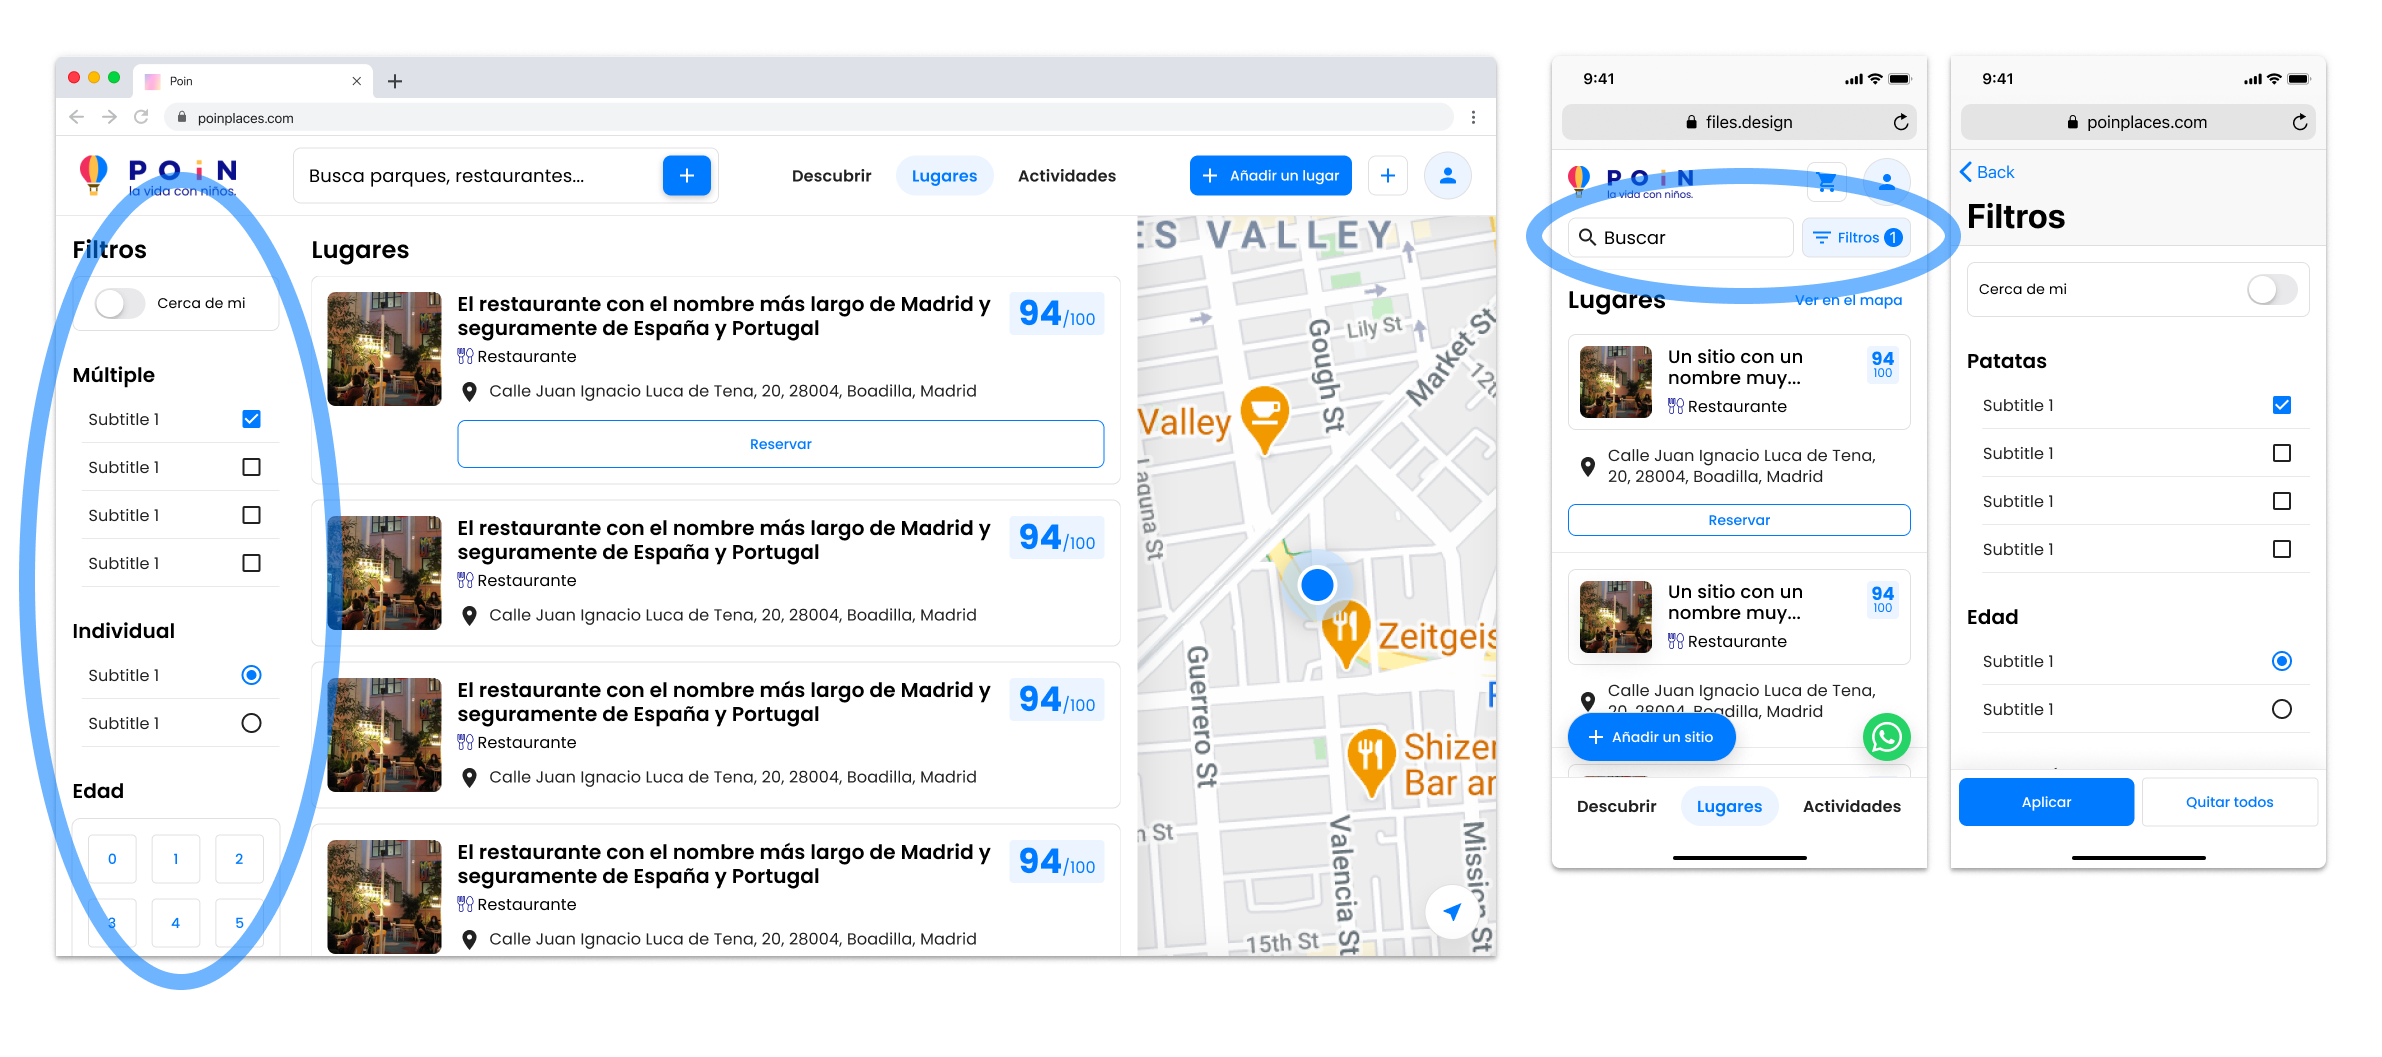 Poin
poinplaces.com
POiN
la vida con niños.
Busca parques, restaurantes...
Descubrir
Lugares
Actividades
Añadir un lugar
Filtros
Cerca de mi
Múltiple
Subtitle 1
Subtitle 1
Subtitle 1
Subtitle 1
Individual
Subtitle 1
Subtitle 1
Edad
0 1 2
3 4 5
Lugares
El restaurante con el nombre más largo de Madrid y
seguramente de España y Portugal
94/100
Restaurante
Calle Juan Ignacio Luca de Tena, 20, 28004, Boadilla, Madrid
Reservar
El restaurante con el nombre más largo de Madrid y
seguramente de España y Portugal
94/100
Restaurante
Calle Juan Ignacio Luca de Tena, 20, 28004, Boadilla, Madrid
El restaurante con el nombre más largo de Madrid y
seguramente de España y Portugal
94/100
Restaurante
Calle Juan Ignacio Luca de Tena, 20, 28004, Boadilla, Madrid
El restaurante con el nombre más largo de Madrid y
seguramente de España y Portugal
94/100
Restaurante
Calle Juan Ignacio Luca de Tena, 20, 28004, Boadilla, Madrid
ES VALLEY
Lily St
Gough St
Market St
12t
Valley
Laguna St
Zeitgeis
Guerrero St
Shizen
Bar an
n St
Valencia St
Mission St
15th St
9:41
files.design
POiN
la vida con niños.
Buscar
Filtros 1
Lugares
Ver en el mapa
Un sitio con un
nombre muy...
94
100
Restaurante
Calle Juan Ignacio Luca de Tena,
20, 28004, Boadilla, Madrid
Reservar
Un sitio con un
nombre muy...
94
100
Restaurante
Calle Juan Ignacio Luca de Tena,
20, 28004, Boadilla, Madrid
Añadir un sitio
Descubrir
Lugares
Actividades
9:41
poinplaces.com
Back
Filtros
Cerca de mi
Patatas
Subtitle 1
Subtitle 1
Subtitle 1
Subtitle 1
Edad
Subtitle 1
Subtitle 1
Aplicar
Quitar todos